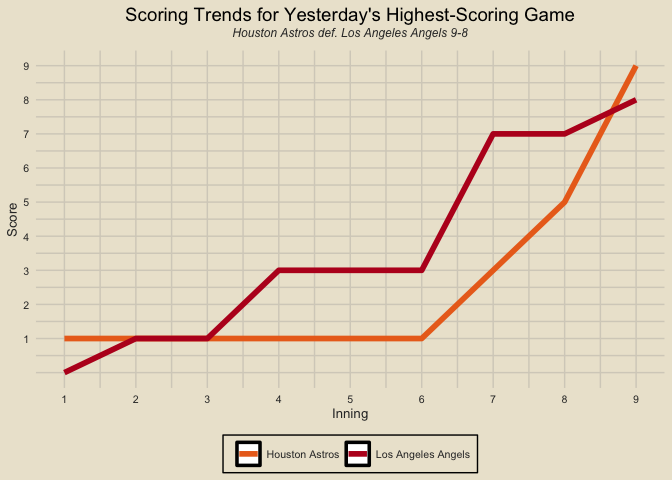 Scoring Trends for Yesterday's Highest-Scoring Game
Houston Astros def. Los Angeles Angels 9-8
9
8
7
6
5
4
3
2
1
Score
1 2 3 4 5 6 7 8 9
Inning
Houston Astros Los Angeles Angels